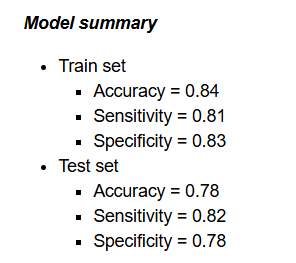 Model summary
Train set
Accuracy = 0.84
Sensitivity = 0.81
Specificity = 0.83
Test set
Accuracy = 0.78
Sensitivity = 0.82
Specificity = 0.78